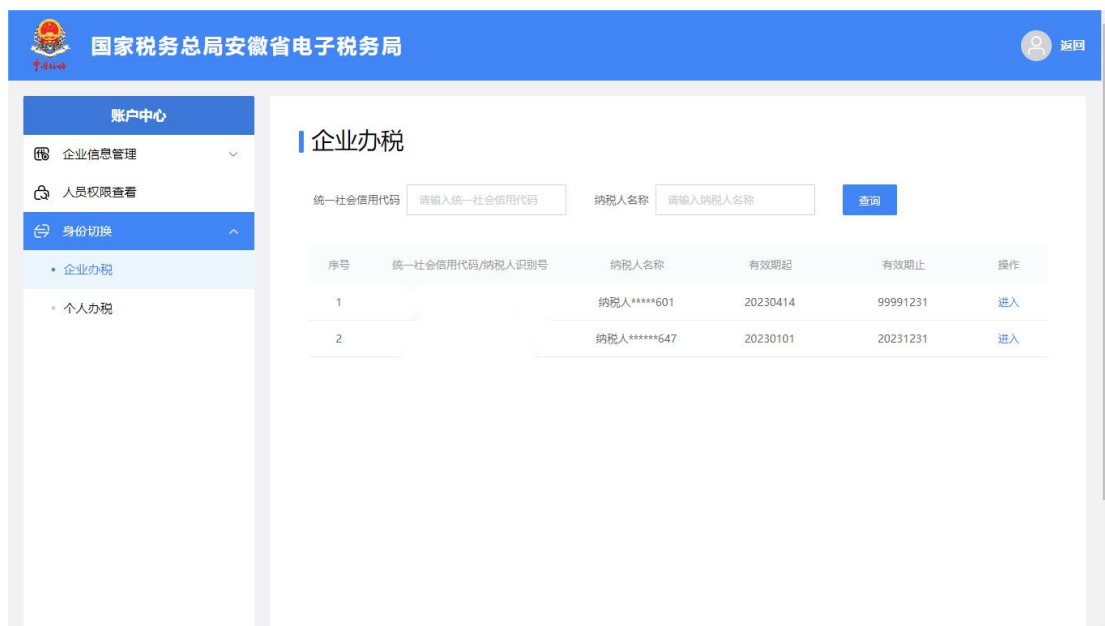 国家税务总局安徽省电子税务局
返回
账户中心
企业信息管理
人员权限查看
身份切换
企业办税
个人办税
企业办税
统一社会信用代码 请输入统一社会信用代码 纳税人名称 请输入纳税人名称 查询
序号 统一社会信用代码/纳税人识别号 纳税人名称 有效期起 有效期止 操作
1 纳税人*****601 20230414 99991231 进入
2 纳税人******647 20230101 20231231 进入